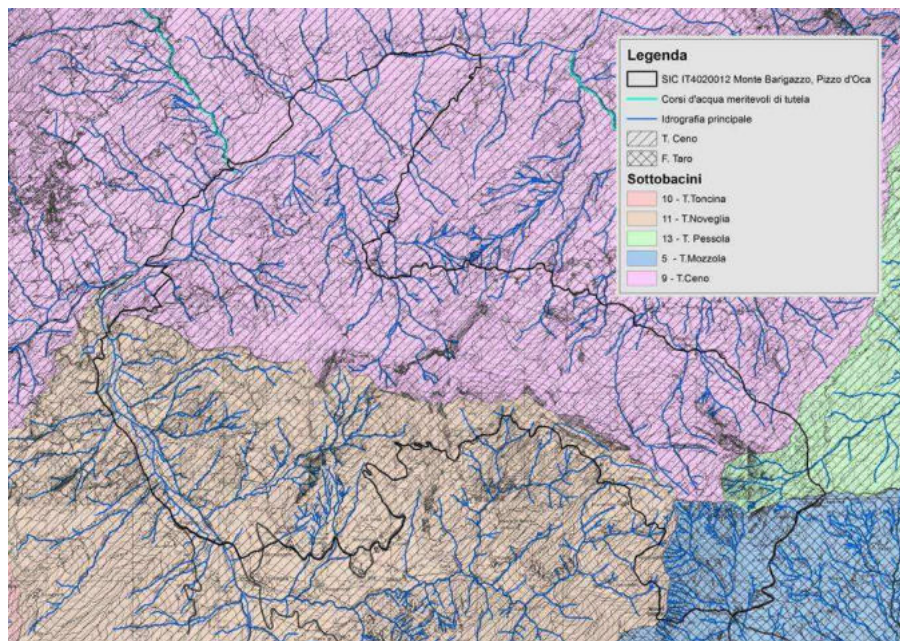 Legenda
SIC IT4020012 Monte Barigazzo, Pizzo d'Oca
Corsi d'acqua meritevoli di tutela
Idrografia principale
T. Ceno
F. Taro
Sottobacini
10 - T.Toncina
11 - T.Noveglia
13 - T. Pessola
5 - T.Mozzola
9 - T.Ceno